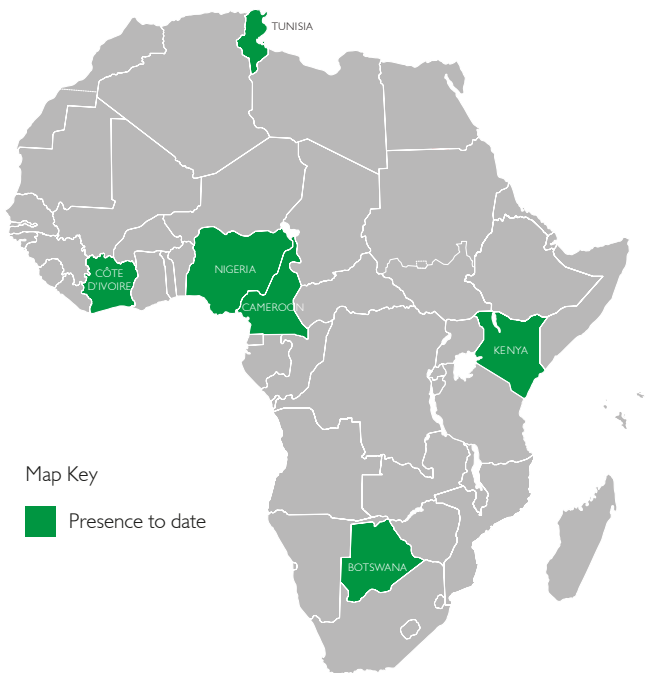 TUNISIA
CÔTE
D'IVOIRE
NIGERIA
CAMEROON
KENYA
Map Key
Presence to date
BOTSWANA